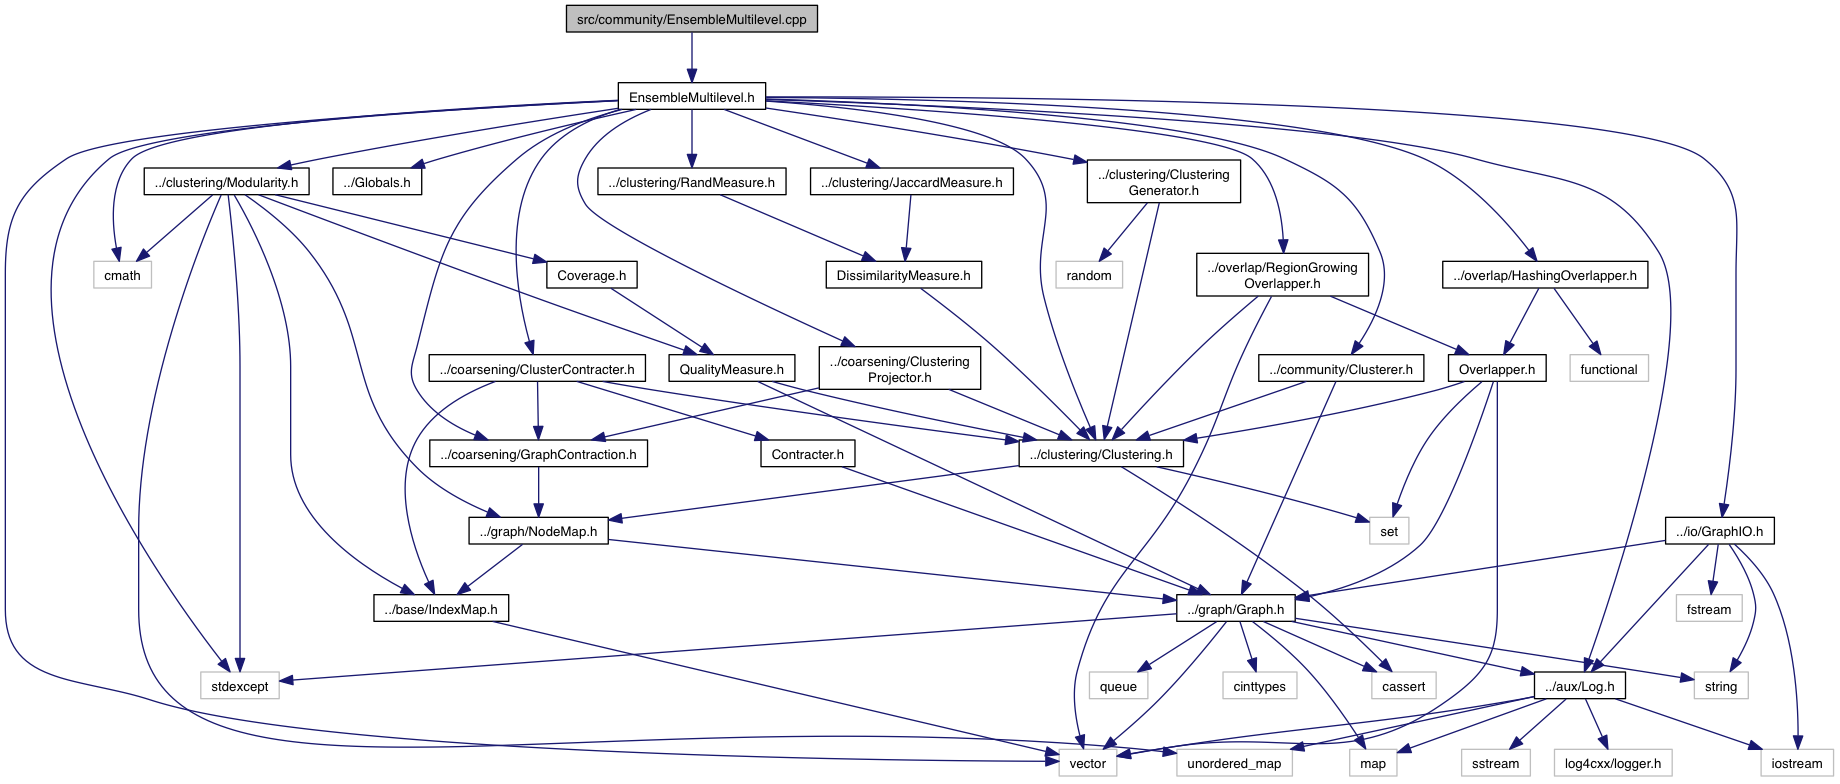 src/community/EnsembleMultilevel.cpp
EnsembleMultilevel.h
../clustering/Modularity.h
../Globals.h
../clustering/RandMeasure.h
../clustering/JaccardMeasure.h
../clustering/Clustering
Generator.h
cmath
Coverage.h
DissimilarityMeasure.h
random
../overlap/RegionGrowing
Overlapper.h
../overlap/HashingOverlapper.h
../coarsening/ClusterContracter.h
QualityMeasure.h
../coarsening/Clustering
Projector.h
../community/Clusterer.h
Overlapper.h
functional
../coarsening/GraphContraction.h
Contracter.h
../clustering/Clustering.h
../graph/NodeMap.h
set
../io/GraphIO.h
../base/IndexMap.h
../graph/Graph.h
fstream
stdexcept
queue
cinttypes
cassert
../aux/Log.h
string
vector
unordered_map
map
sstream
log4cxx/logger.h
iostream